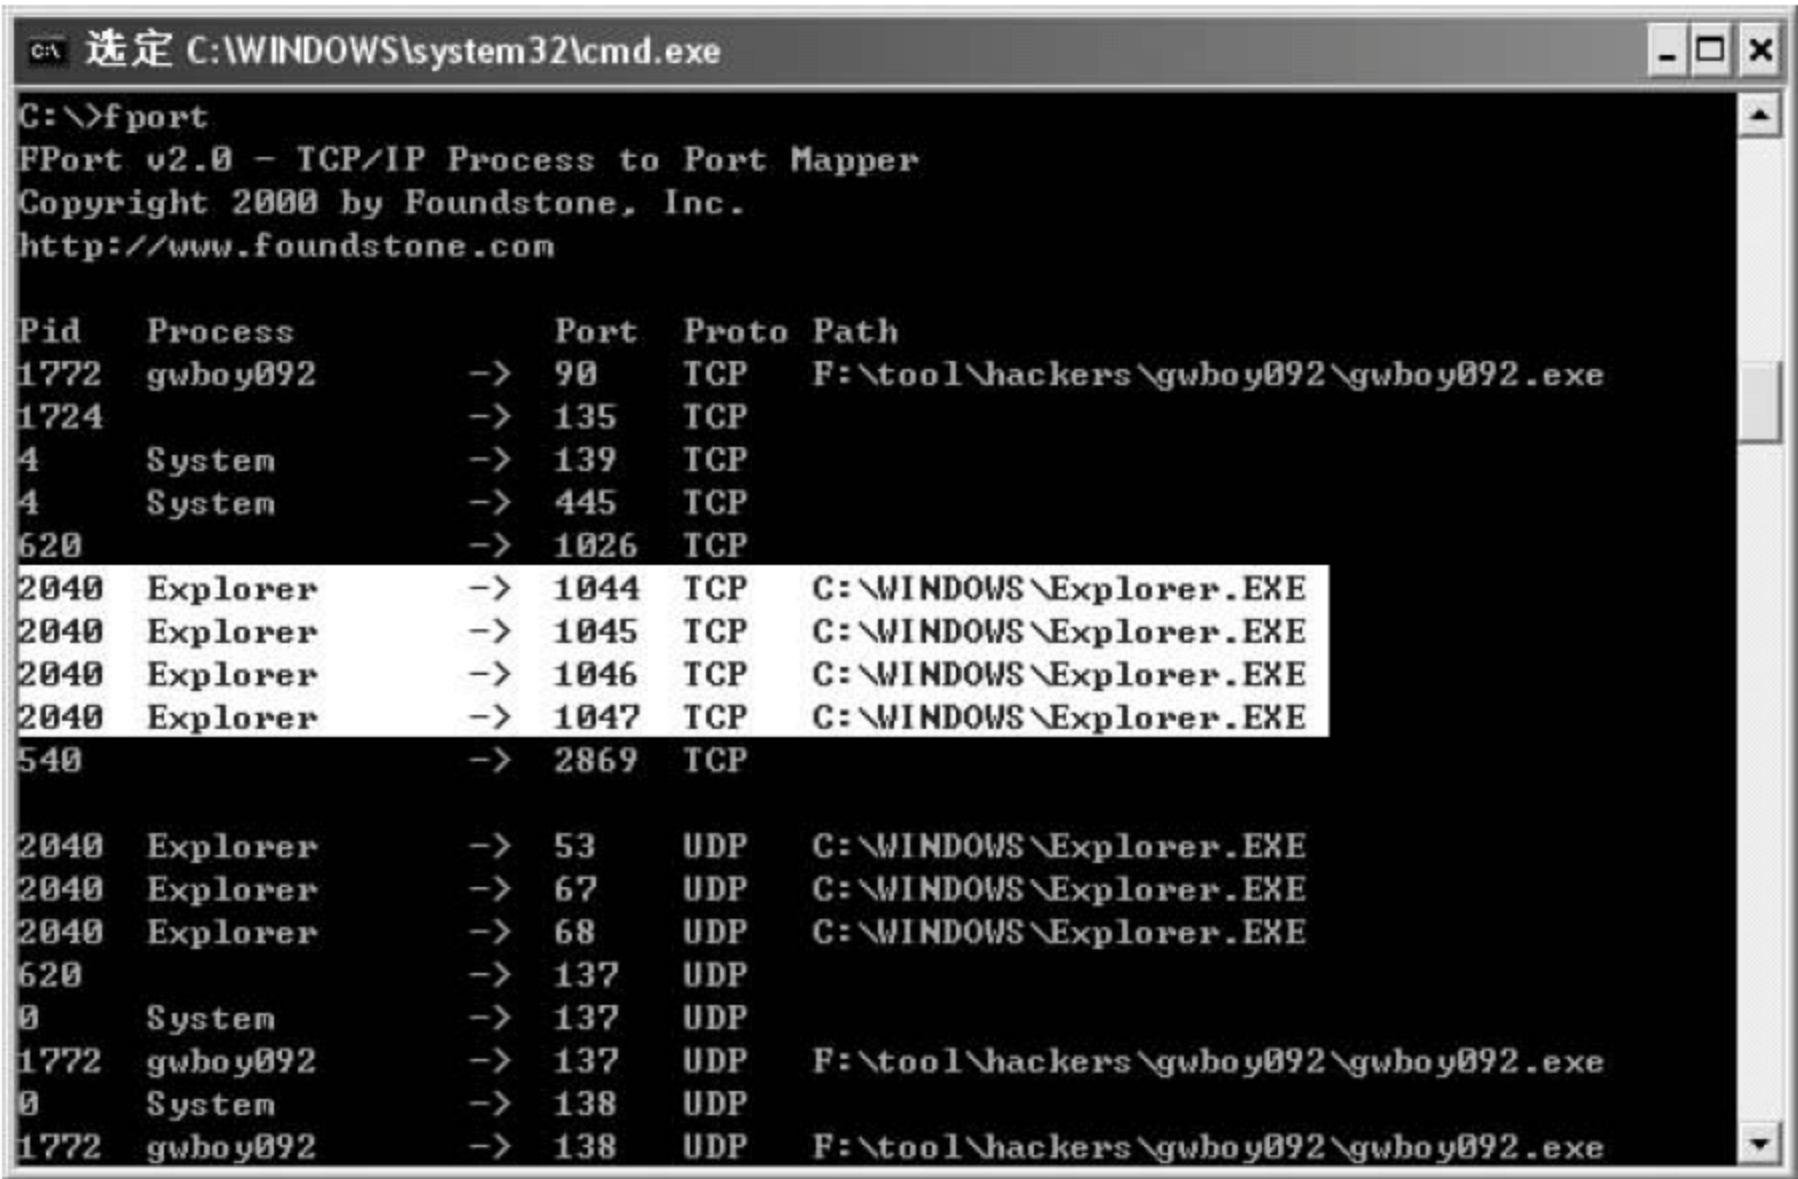 选定 C:\WINDOWS\system32\cmd.exe
C:\>fport
FPort v2.0 - TCP/IP Process to Port Mapper
Copyright 2000 by Foundstone, Inc.
http://www.foundstone.com
Pid Process Port Proto Path
1772 gwboy092 -> 90 TCP F:\tool\hackers\gwboy092\gwboy092.exe
1724 -> 135 TCP
4 System -> 139 TCP
4 System -> 445 TCP
620 -> 1026 TCP
2040 Explorer -> 1044 TCP C:\WINDOWS\Explorer.EXE
2040 Explorer -> 1045 TCP C:\WINDOWS\Explorer.EXE
2040 Explorer -> 1046 TCP C:\WINDOWS\Explorer.EXE
2040 Explorer -> 1047 TCP C:\WINDOWS\Explorer.EXE
540 -> 2869 TCP
2040 Explorer -> 53 UDP C:\WINDOWS\Explorer.EXE
2040 Explorer -> 67 UDP C:\WINDOWS\Explorer.EXE
2040 Explorer -> 68 UDP C:\WINDOWS\Explorer.EXE
620 -> 137 UDP
0 System -> 137 UDP
1772 gwboy092 -> 137 UDP F:\tool\hackers\gwboy092\gwboy092.exe
0 System -> 138 UDP
1772 gwboy092 -> 138 UDP F:\tool\hackers\gwboy092\gwboy092.exe